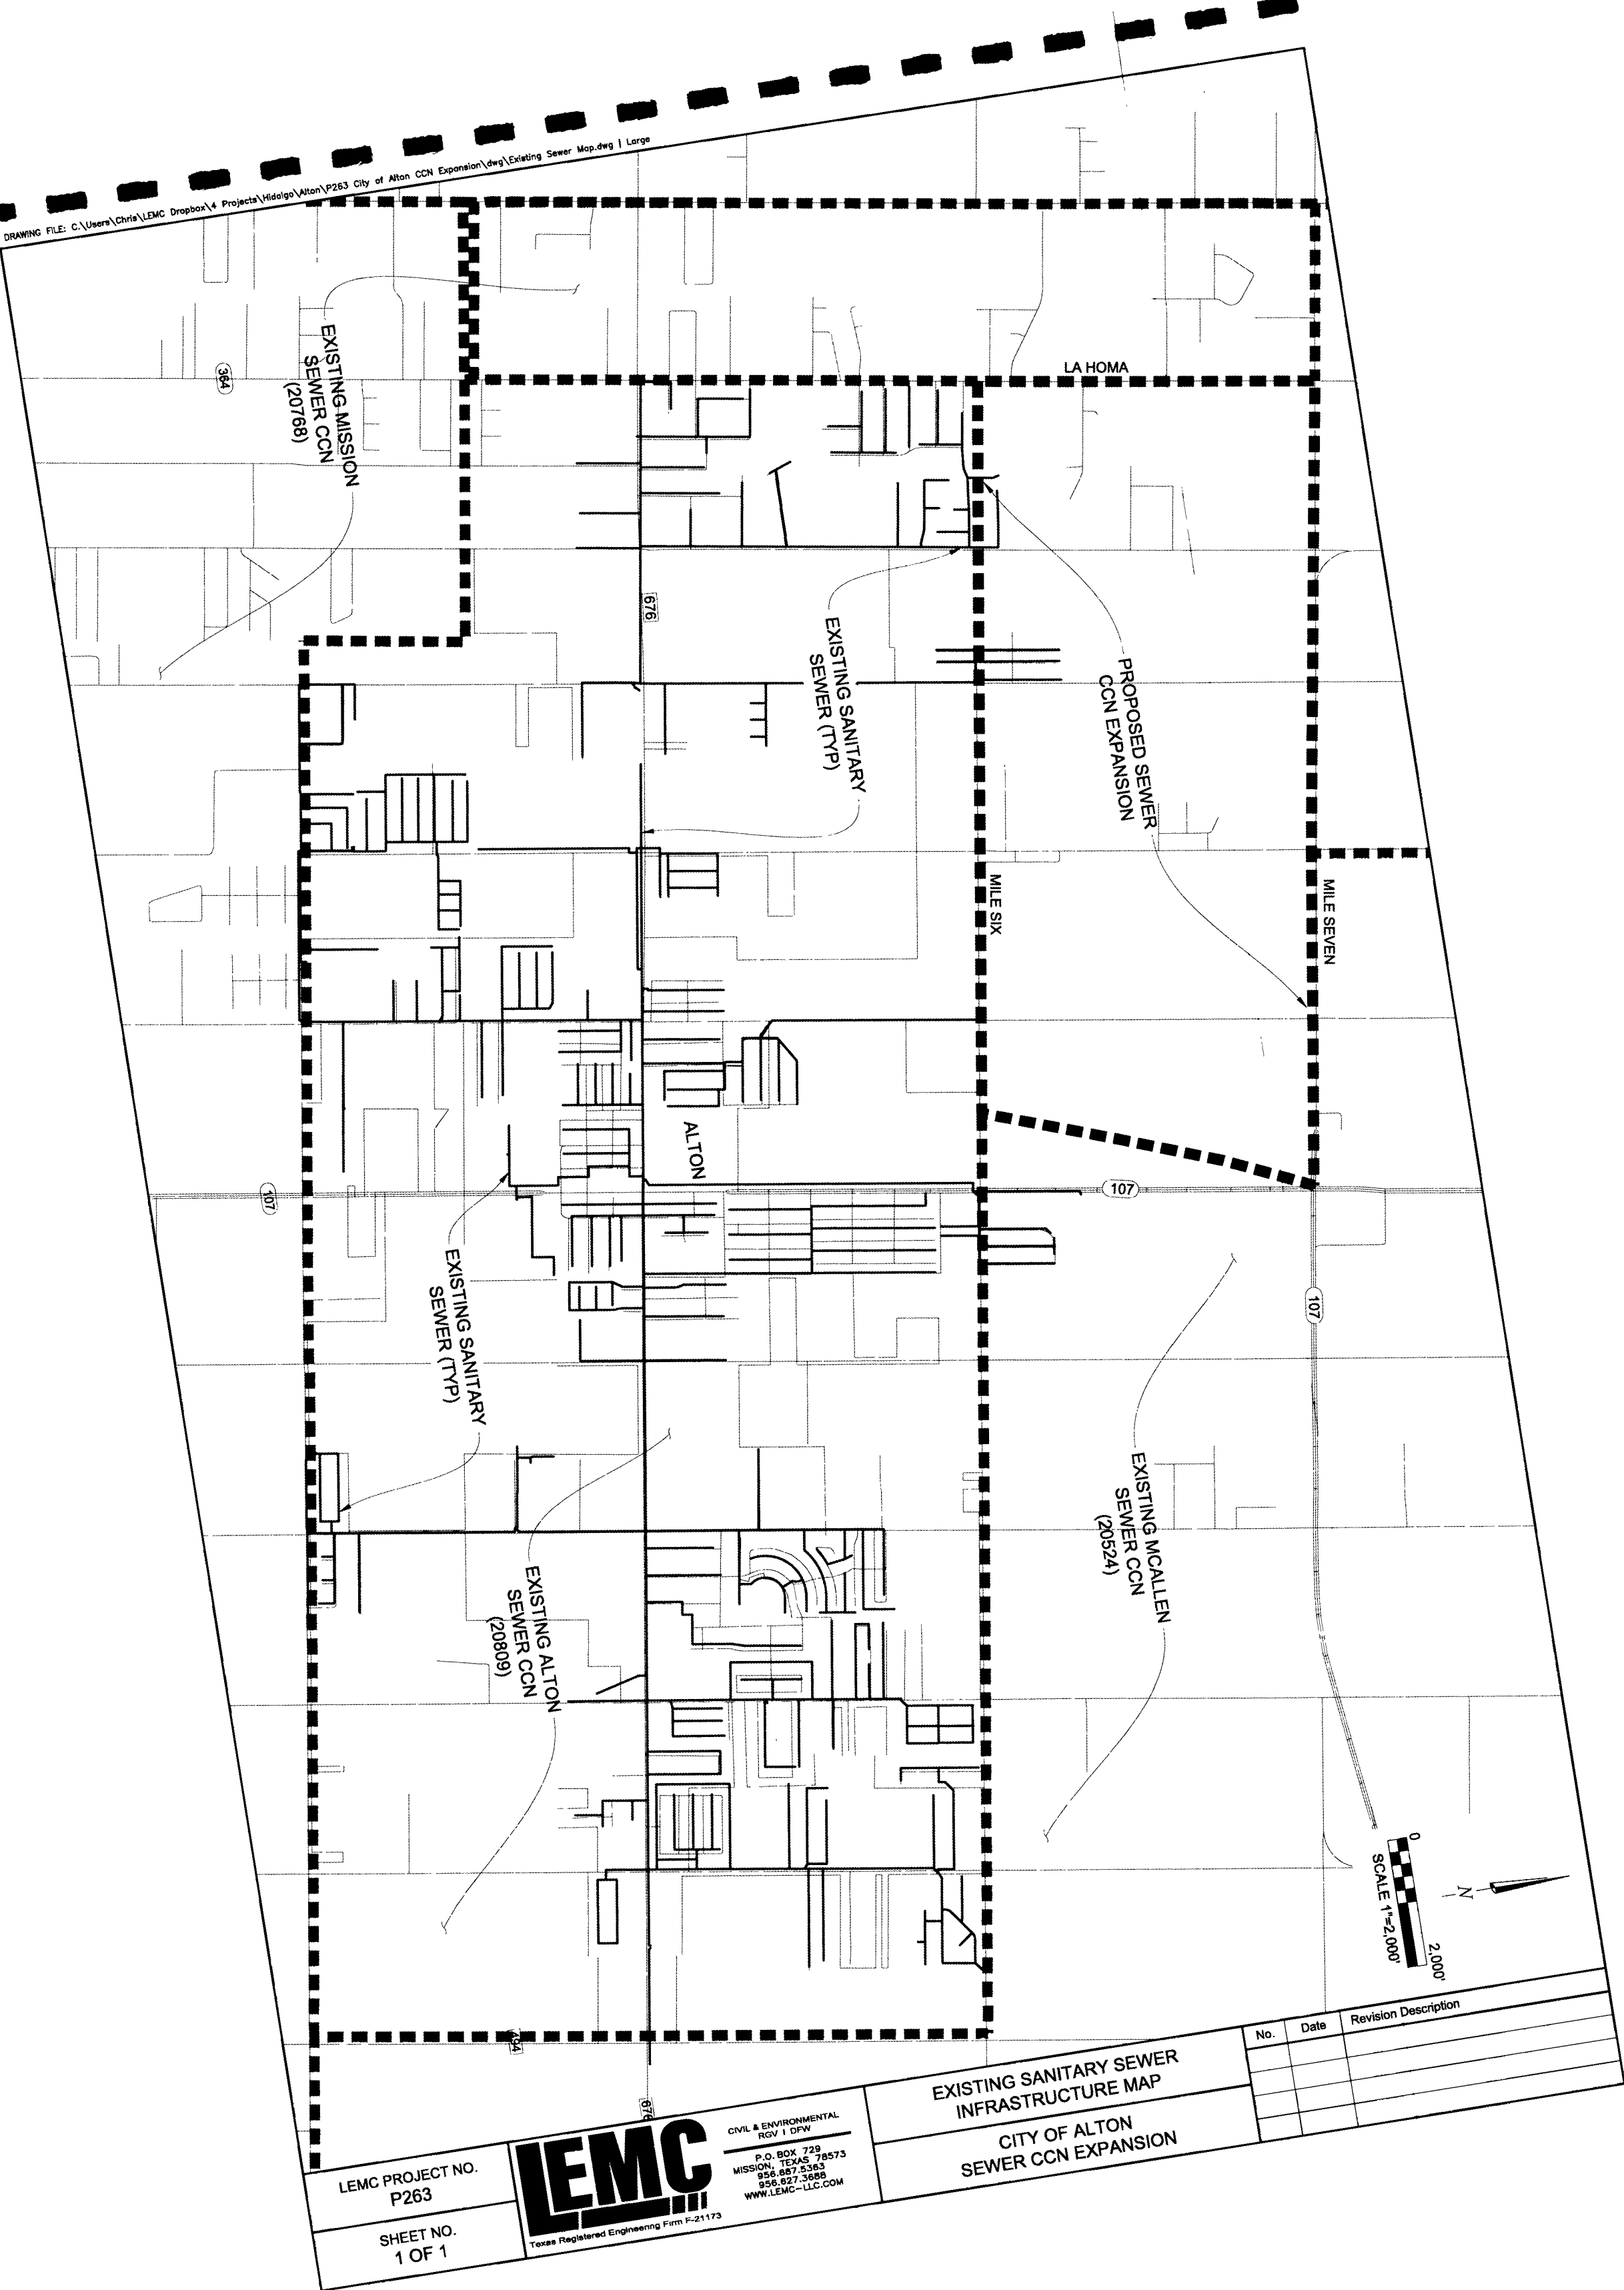 DRAWING FILE: C:\Users\Chris\LEMC Dropbox\4 Projects\Hidalgo\Alton\P263 City of Alton CCN Expansion\dwg\Existing Sewer Map.dwg | Large
LA HOMA
364
EXISTING MISSION
SEWER CCN
(20768)
676
EXISTING SANITARY
SEWER (TYP)
PROPOSED SEWER
CCN EXPANSION
MILE SIX
MILE SEVEN
ALTON
107
107
107
EXISTING SANITARY
SEWER (TYP)
EXISTING MCALLEN
SEWER CCN
(20524)
EXISTING ALTON
SEWER CCN
(20809)
0
2,000'
SCALE 1"=2,000'
N
494
676
No. Date Revision Description
EXISTING SANITARY SEWER
INFRASTRUCTURE MAP
CITY OF ALTON
SEWER CCN EXPANSION
LEMC
CIVIL & ENVIRONMENTAL
RGV | DFW
P.O. BOX 729
MISSION, TEXAS 78573
956.687.5363
956.627.3688
WWW.LEMC-LLC.COM
Texas Registered Engineering Firm F-21173
LEMC PROJECT NO.
P263
SHEET NO.
1 OF 1